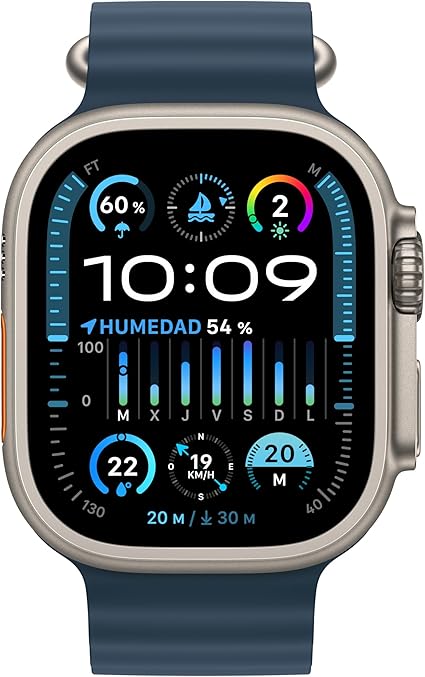 FT
M
60 %
2
10:09
HUMEDAD 54 %
100
0
M X J V S D L
22
N
O
19
KM/H
E
S
20
M
130
40
20 M / 30 M